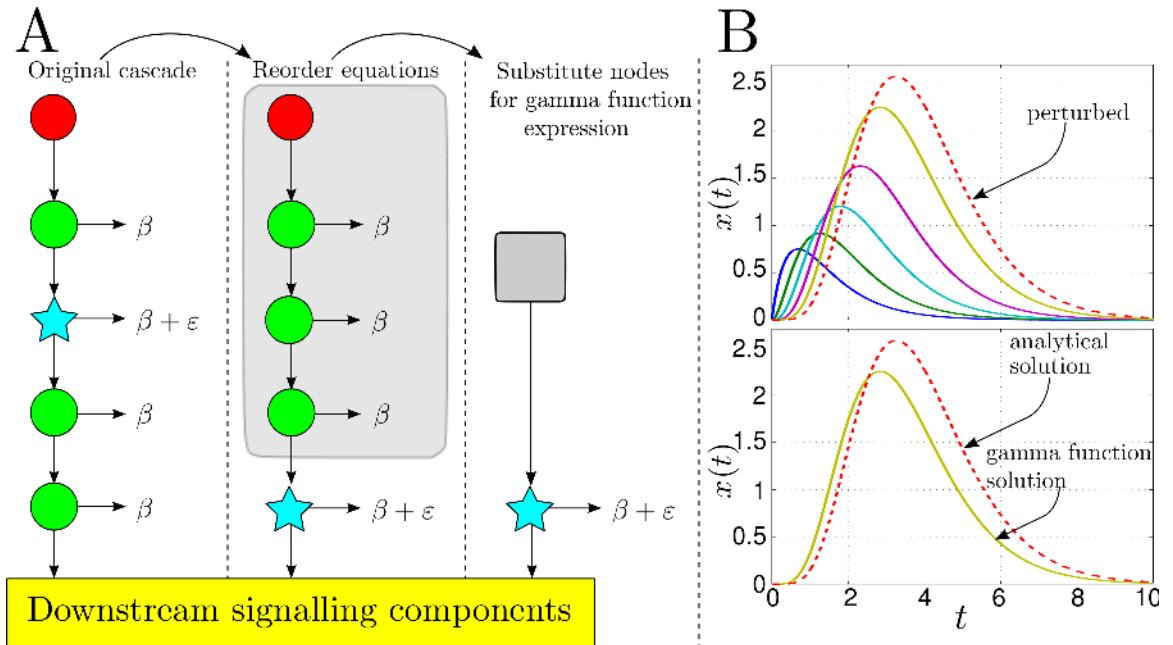 A
Original cascade
Reorder equations
Substitute nodes
for gamma function
expression
β
β
β + ε
β
β
β
β
β
β + ε
β + ε
Downstream signalling components
B
2.5
2
1.5
1
0.5
0
x(t)
perturbed
2.5
2
1.5
1
0.5
0
x(t)
analytical
solution
gamma function
solution
0
2
4
6
8
10
t